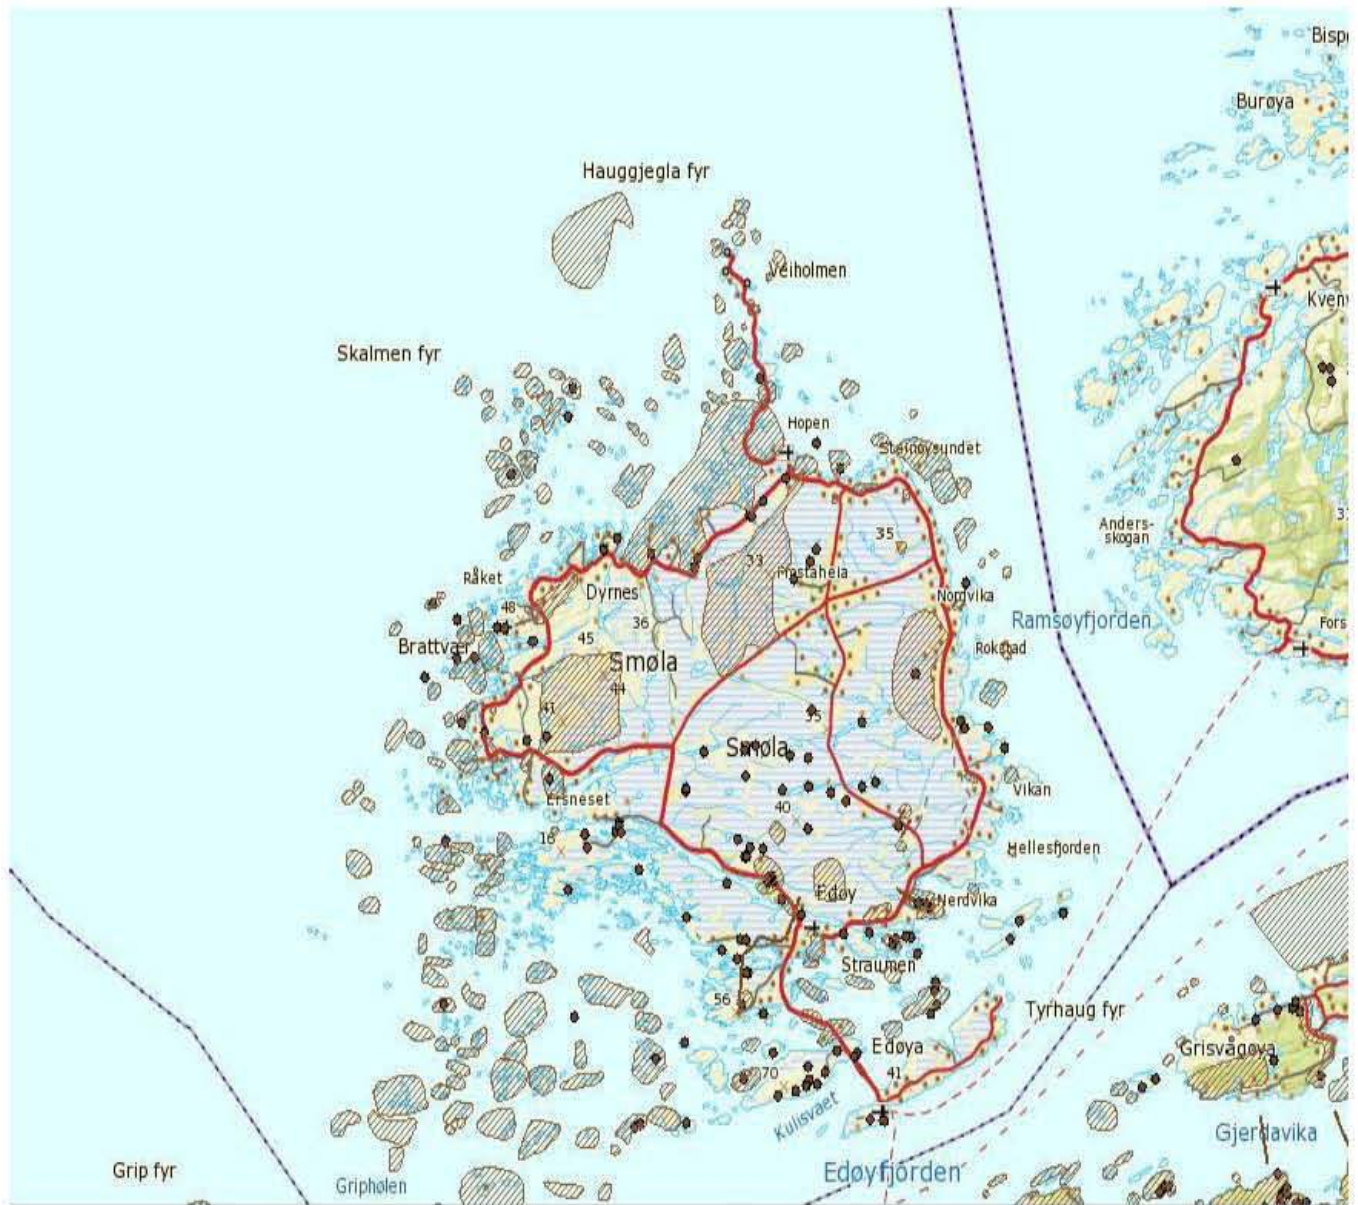 Bisp
Burøya
Hauggjegla fyr
Veiholmen
Kven
Skalmen fyr
Hopen
Steinøysundet
Anders-
skogan
35
33
Frostaheia
Råket
Dyrnes
48
36
45
Nordvika
Ramsøyfjorden
Fors
Brattvær
Smøla
Rokstad
44
41
35
Smøla
Vikan
Ersneset
40
18
Hellesfjorden
Edøy
Nerdvika
Straumen
56
Tyrhaug fyr
Edøya
Grisvågøya
70
41
Kulisvaet
Gjerdavika
Edøyfjorden
Grip fyr
Griphølen